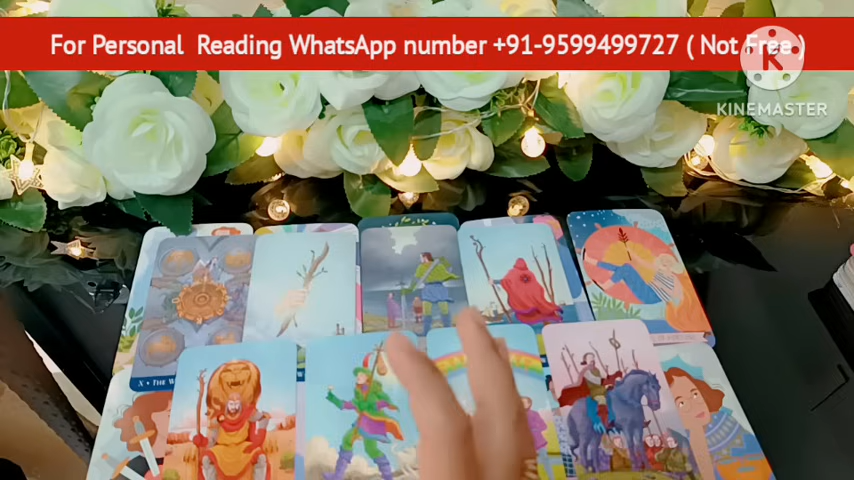 For Personal Reading WhatsApp number +91-9599499727 ( Not Free )
KINEMASTER
X • THE W